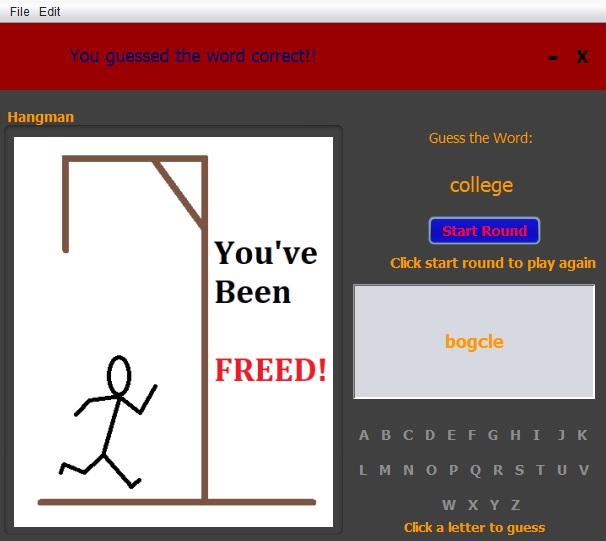 File Edit
You guessed the word correct!!
- X
Hangman
Guess the Word:
college
Start Round
Click start round to play again
You've
Been
FREED!
bogcle
A B C D E F G H I J K
L M N O P Q R S T U V
W X Y Z
Click a letter to guess